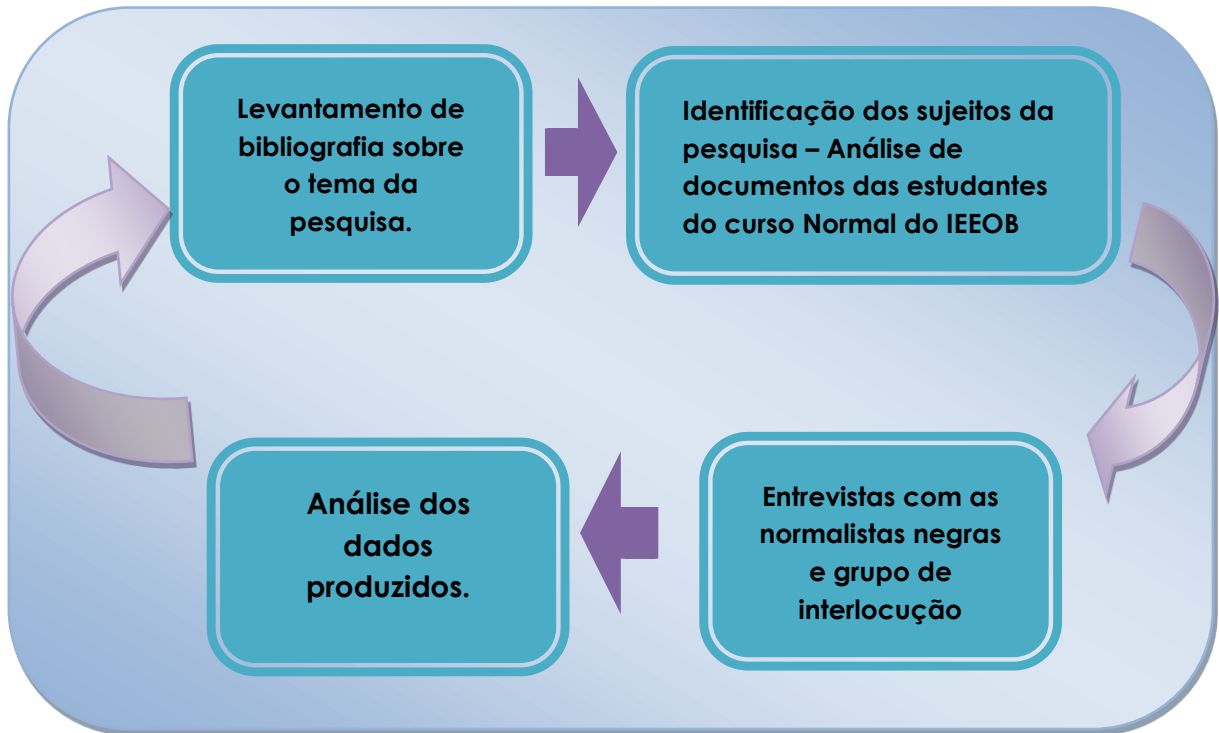 Levantamento de
bibliografia sobre
o tema da
pesquisa.
Identificação dos sujeitos da
pesquisa – Análise de
documentos das estudantes
do curso Normal do IEEOB
Entrevistas com as
normalistas negras
e grupo de
interlocução
Análise dos
dados
produzidos.